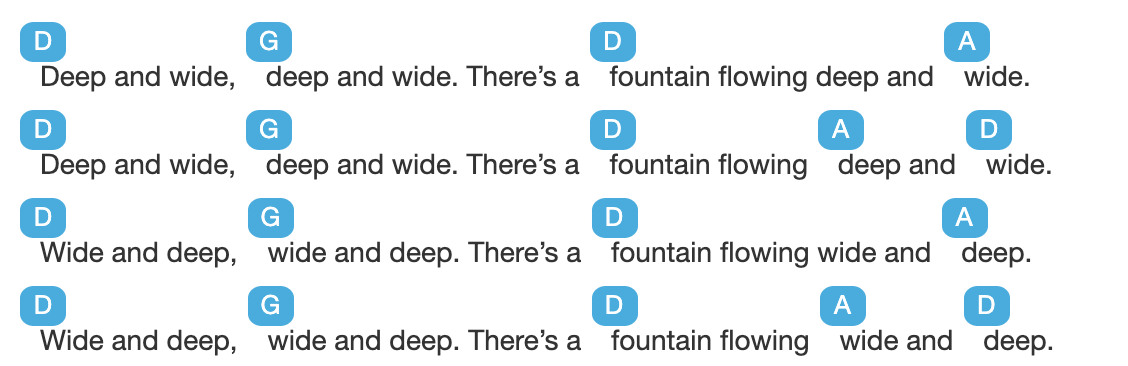 D G D A
Deep and wide, deep and wide. There’s a fountain flowing deep and wide.
D G D A D
Deep and wide, deep and wide. There’s a fountain flowing deep and wide.
D G D A
Wide and deep, wide and deep. There’s a fountain flowing wide and deep.
D G D A D
Wide and deep, wide and deep. There’s a fountain flowing wide and deep.